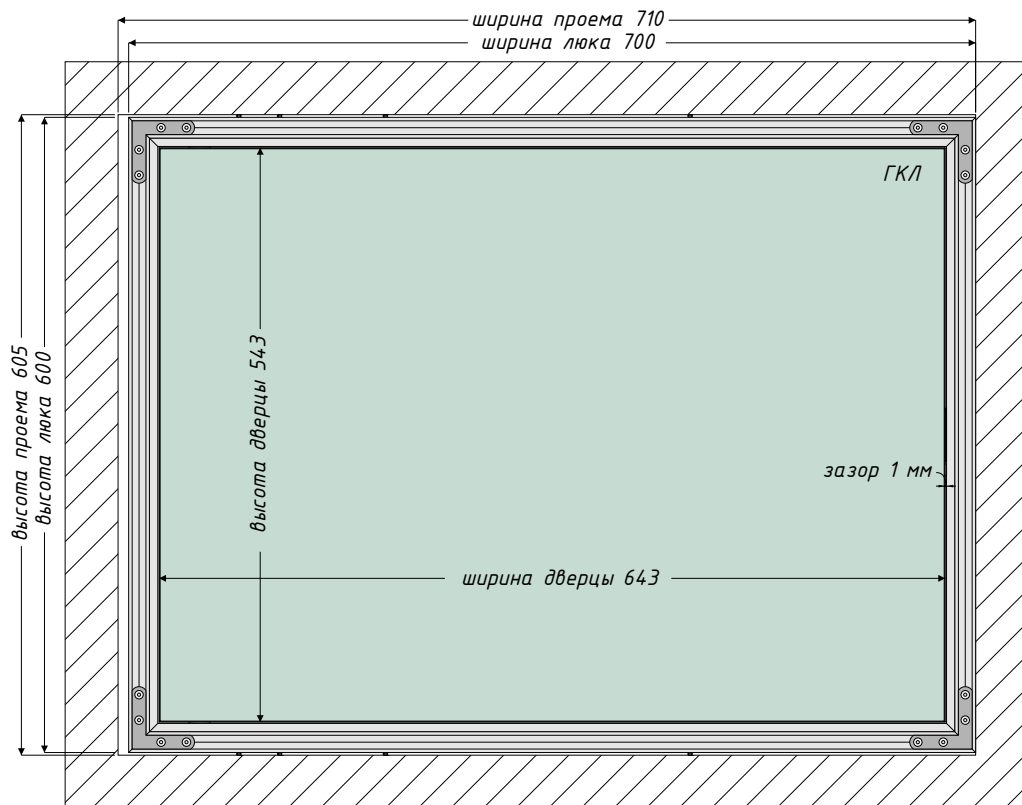 ширина проема 710
ширина люка 700
ГКЛ
высота проема 605
высота люка 600
высота дверцы 543
зазор 1 мм
ширина дверцы 643